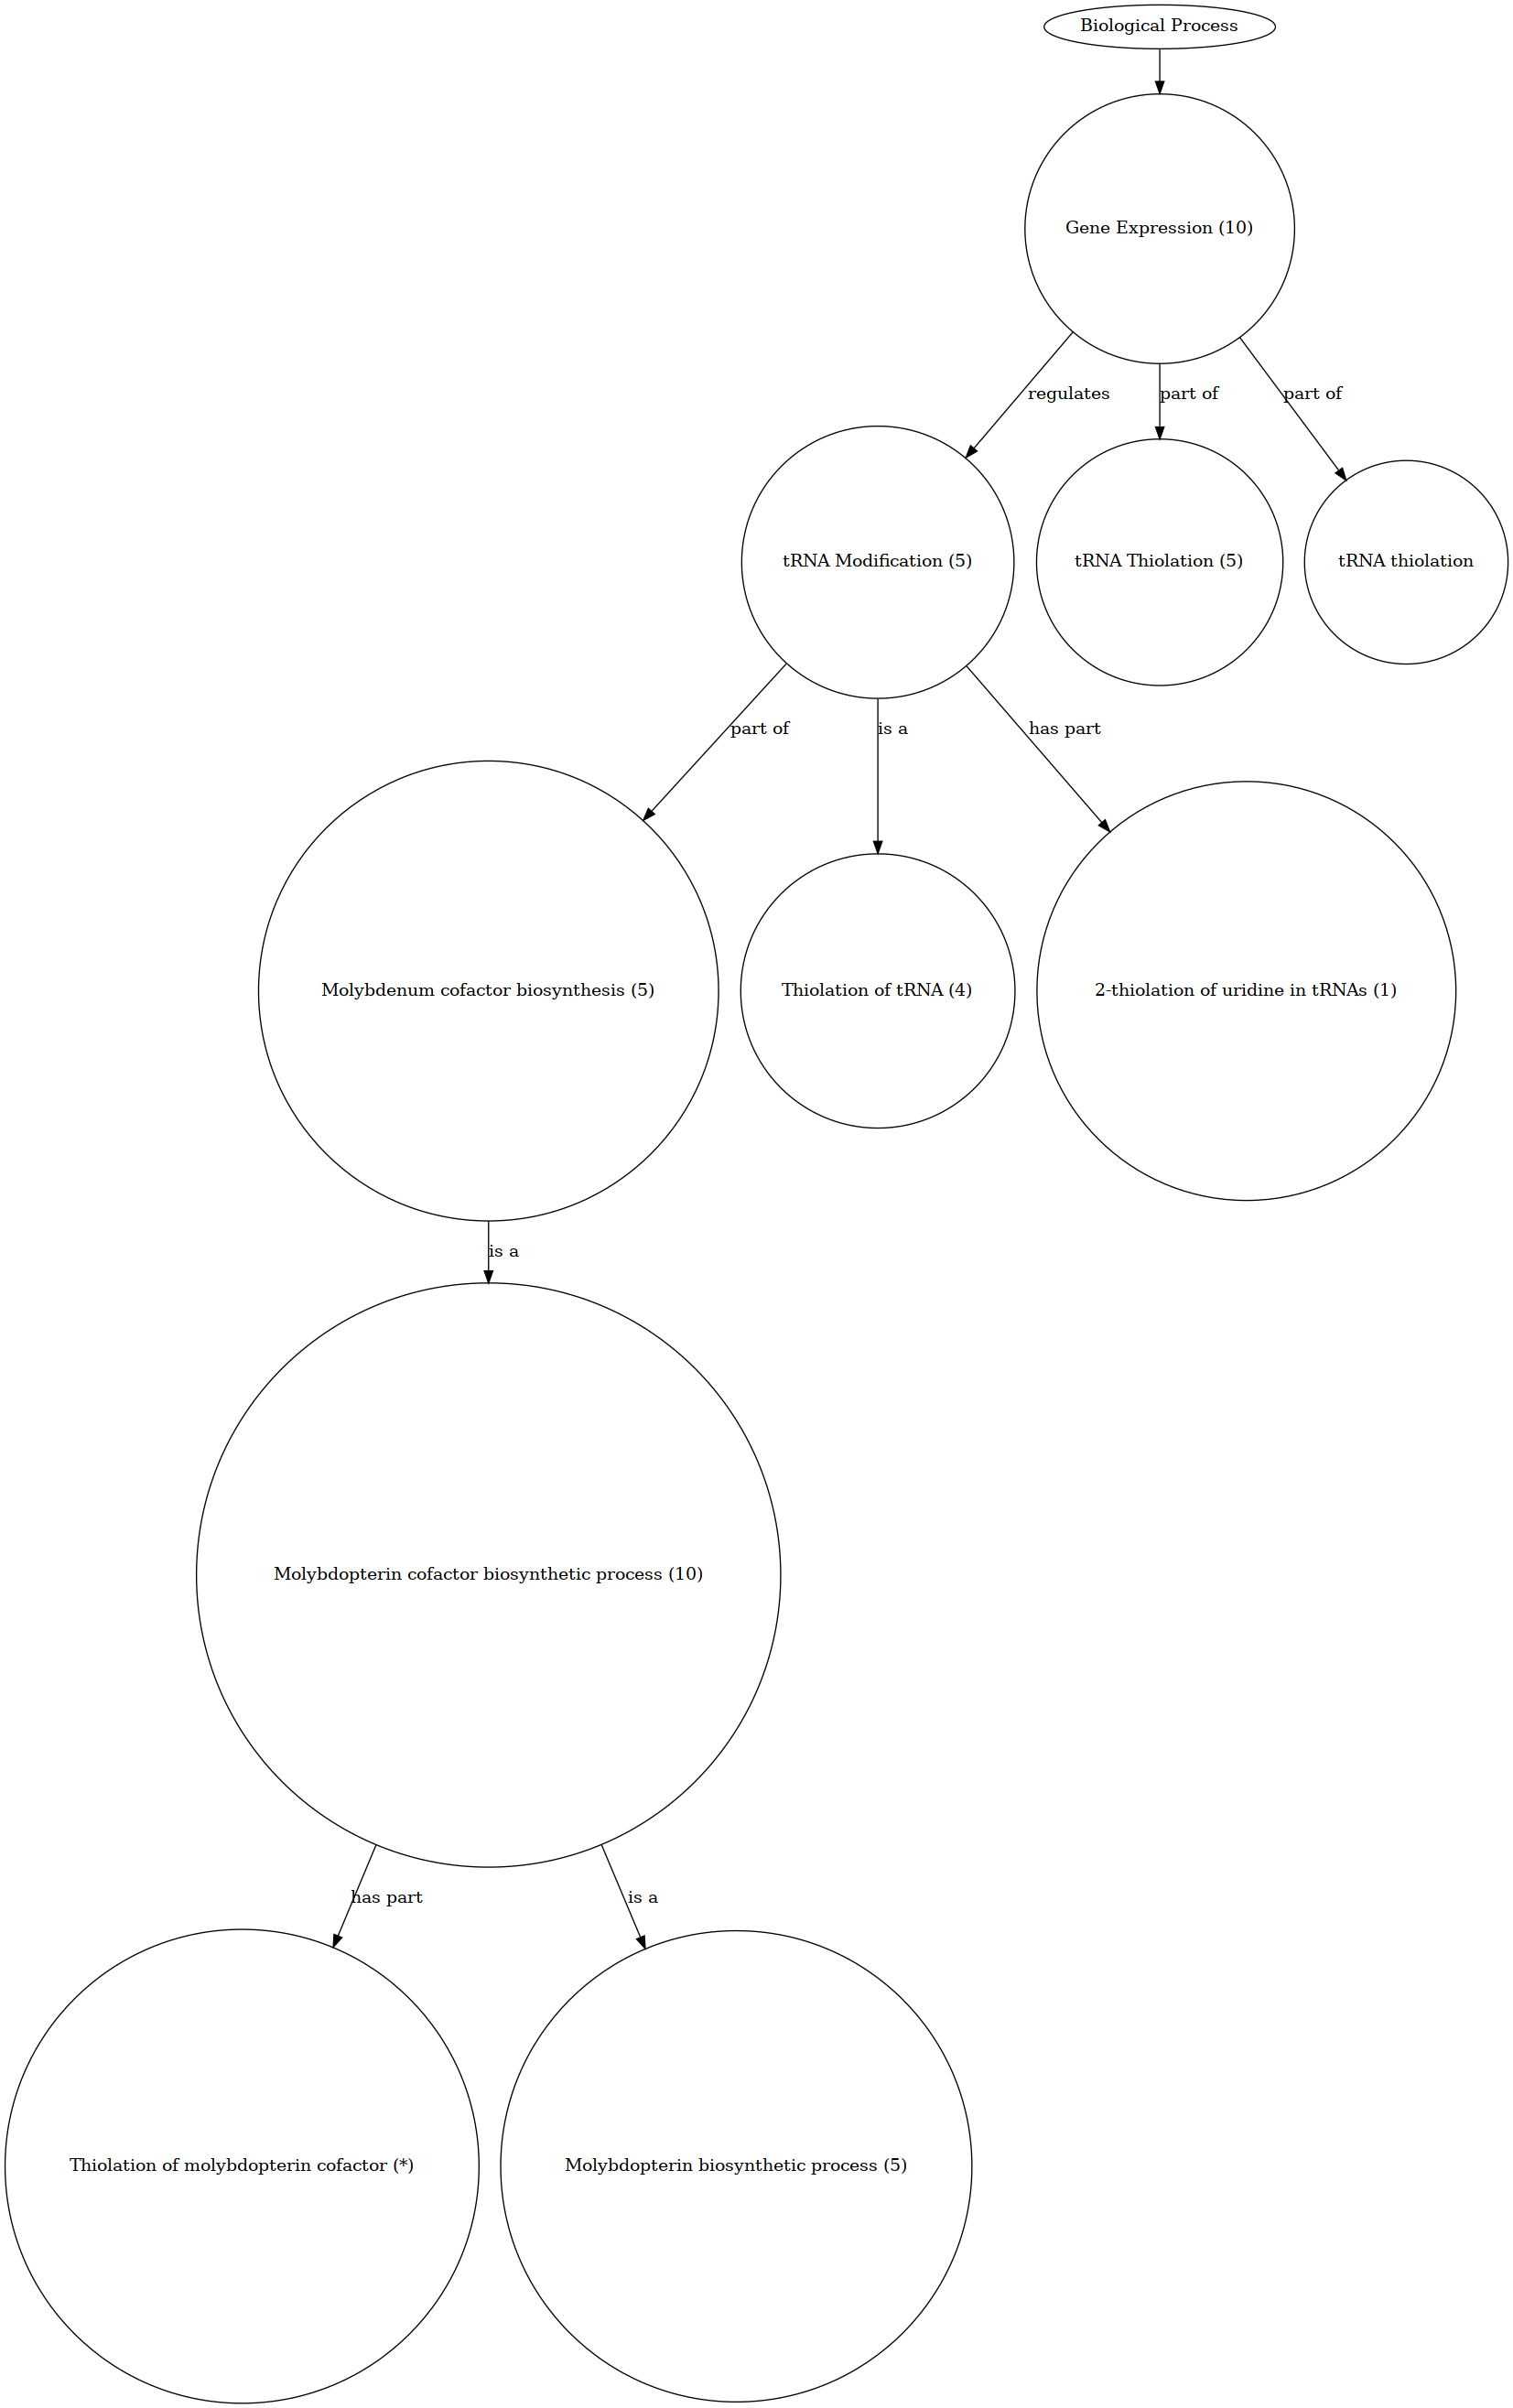 Biological Process
Gene Expression (10)
regulates
part of
part of
tRNA Modification (5)
tRNA Thiolation (5)
tRNA thiolation
part of
is a
has part
Molybdenum cofactor biosynthesis (5)
Thiolation of tRNA (4)
2-thiolation of uridine in tRNAs (1)
is a
Molybdopterin cofactor biosynthetic process (10)
has part
is a
Thiolation of molybdopterin cofactor (*)
Molybdopterin biosynthetic process (5)